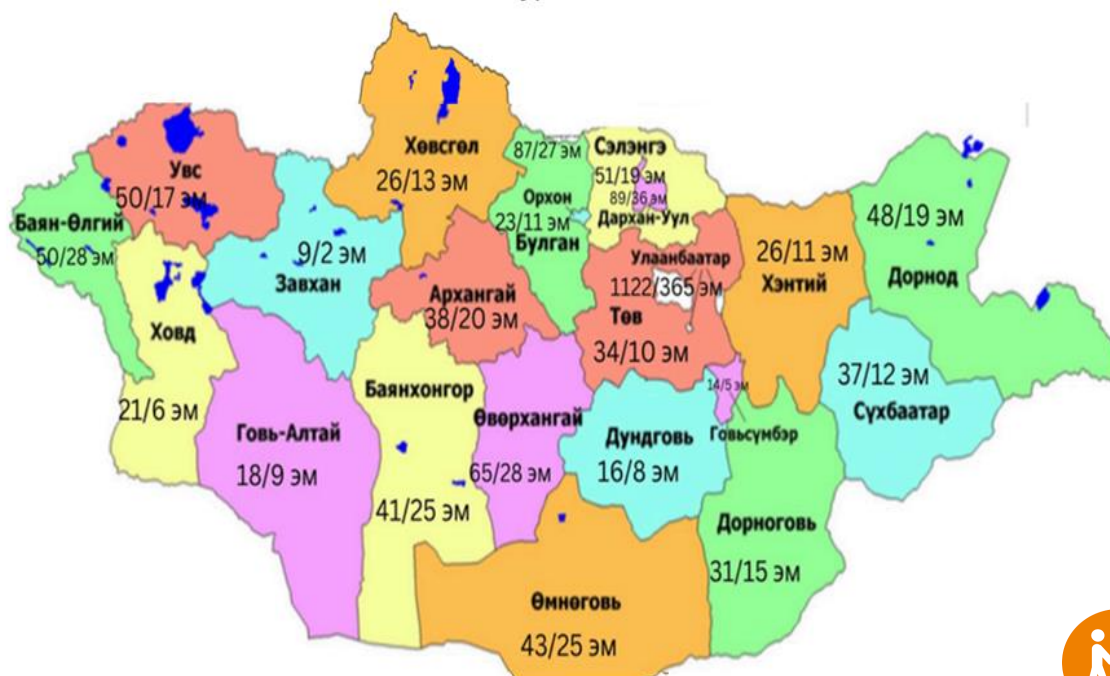 Хөвсгөл
26/13 эм
87/27 эм
Сэлэнгэ
51/19 эм
89/36 эм
Дархан-Уул
Увс
50/17 эм
Орхон
23/11 эм
Булган
Баян-Өлгий
50/28 эм
9/2 эм
Завхан
Архангай
38/20 эм
Улаанбаатар
1122/365 эм
Төв
34/10 эм
26/11 эм
Хэнтий
48/19 эм
Дорнод
Ховд
21/6 эм
Говь-Алтай
18/9 эм
Баянхонгор
41/25 эм
Өвөрхангай
65/28 эм
Дундговь
16/8 эм
14/5 эм
Говьсүмбэр
37/12 эм
Сүхбаатар
Дорноговь
31/15 эм
Өмнөговь
43/25 эм